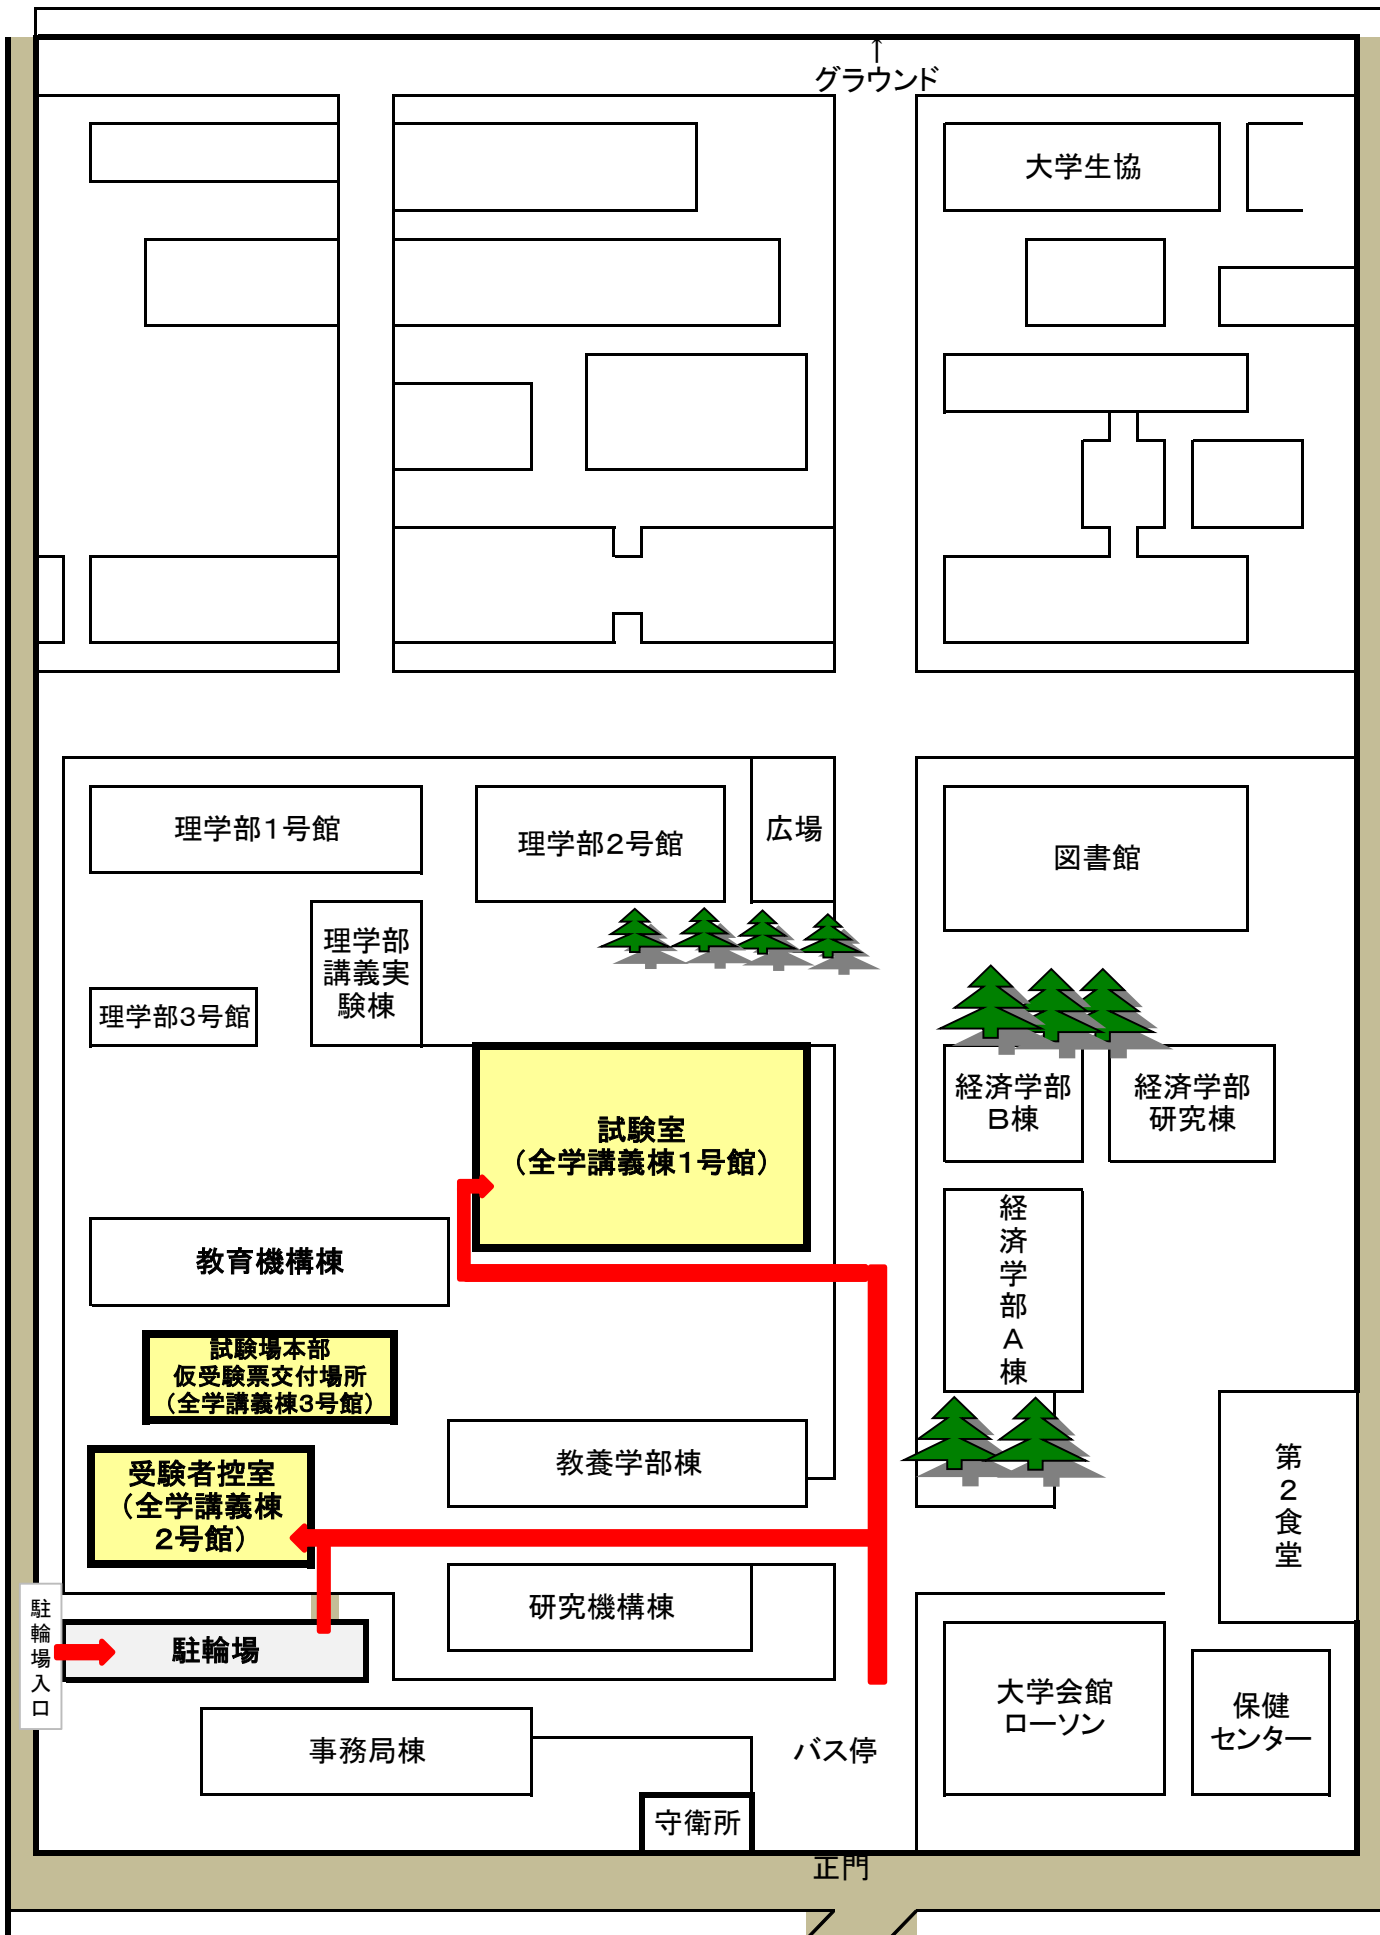 ↑
グラウンド
大学生協
理学部1号館
理学部2号館
広場
図書館
理学部
講義実
験棟
理学部3号館
経済学部
B棟
経済学部
研究棟
試験室
（全学講義棟1号館）
経済学部A棟
教育機構棟
試験場本部
仮受験票交付場所
（全学講義棟3号館）
教養学部棟
第2食堂
受験者控室
（全学講義棟
2号館）
研究機構棟
駐輪場入口
駐輪場
大学会館
ローソン
保健
センター
事務局棟
バス停
守衛所
正門